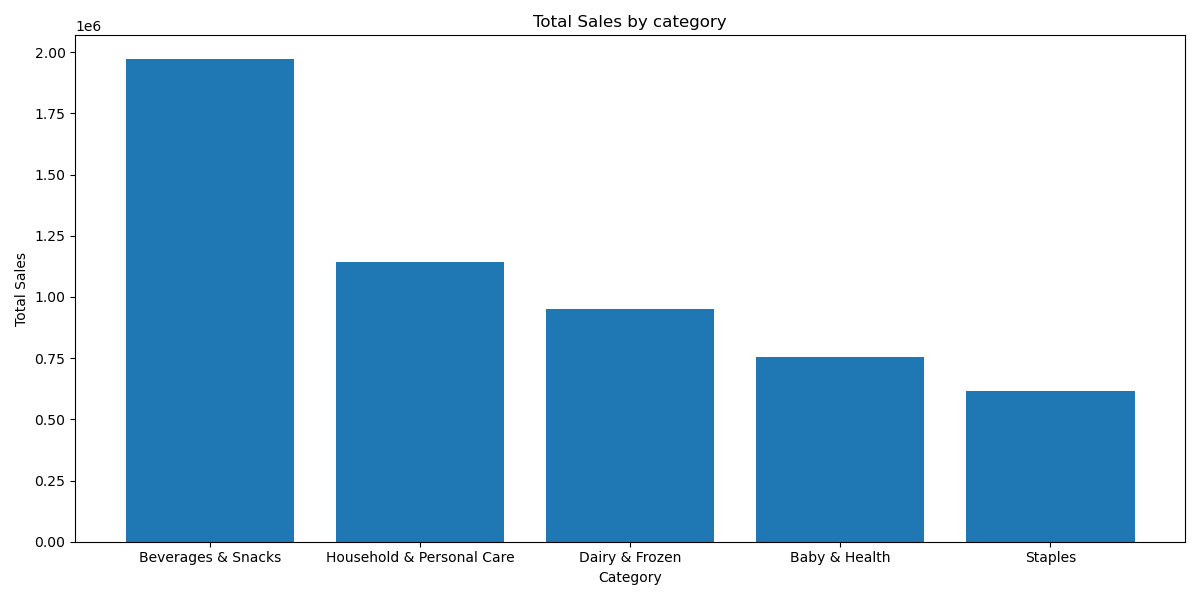 Total Sales by category
1e6
2.00
1.75
1.50
1.25
1.00
0.75
0.50
0.25
0.00
Total Sales
Beverages & Snacks
Household & Personal Care
Dairy & Frozen
Baby & Health
Staples
Category